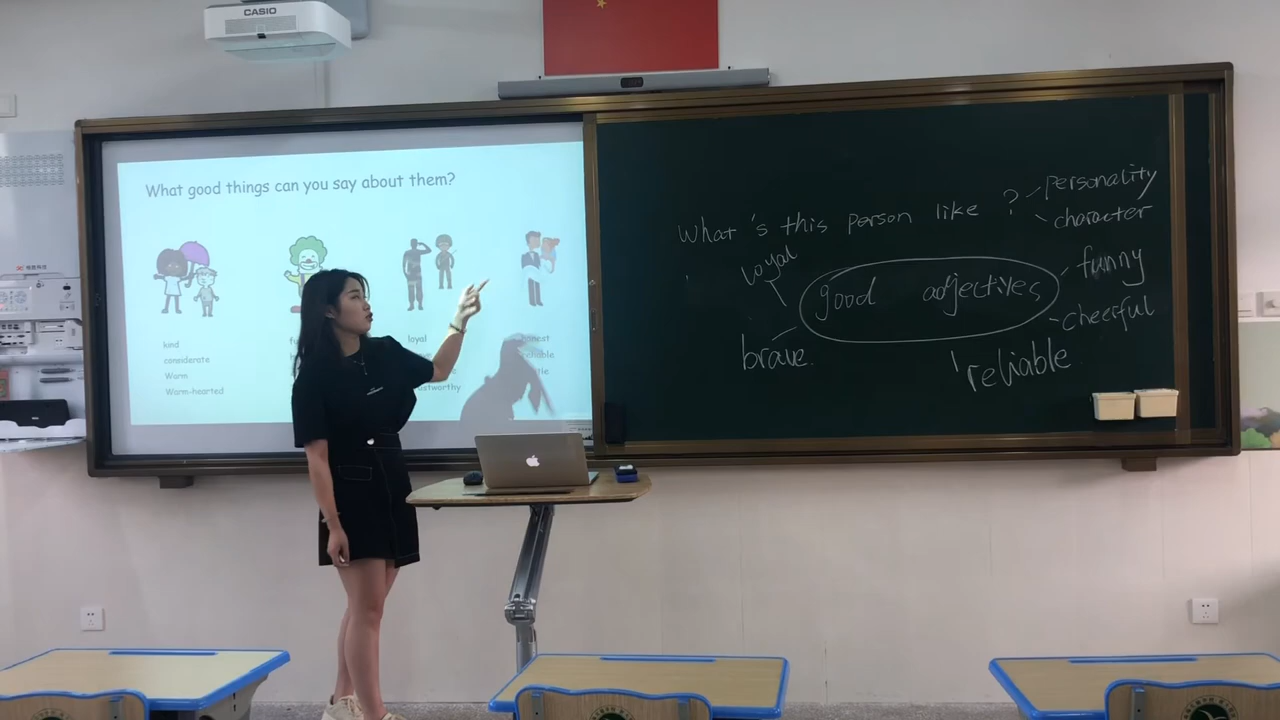 CASIO
What good things can you say about them?
kind
considerate
Warm
Warm-hearted
loyal
What 's this person like ?
personality
character
loyal
good adjectives
funny
cheerful
brave
reliable